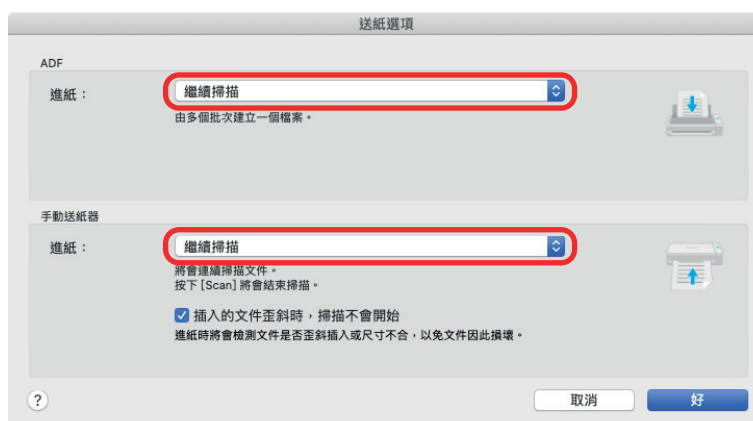 送紙選項
ADF
進紙：
繼續掃描
由多個批次建立一個檔案。
手動送紙器
進紙：
繼續掃描
將會連續掃描文件。
按下 [Scan] 將會結束掃描。
插入的文件歪斜時，掃描不會開始
進紙時將會檢測文件是否歪斜插入或尺寸不合，以免文件因此損壞。
?
取消
好